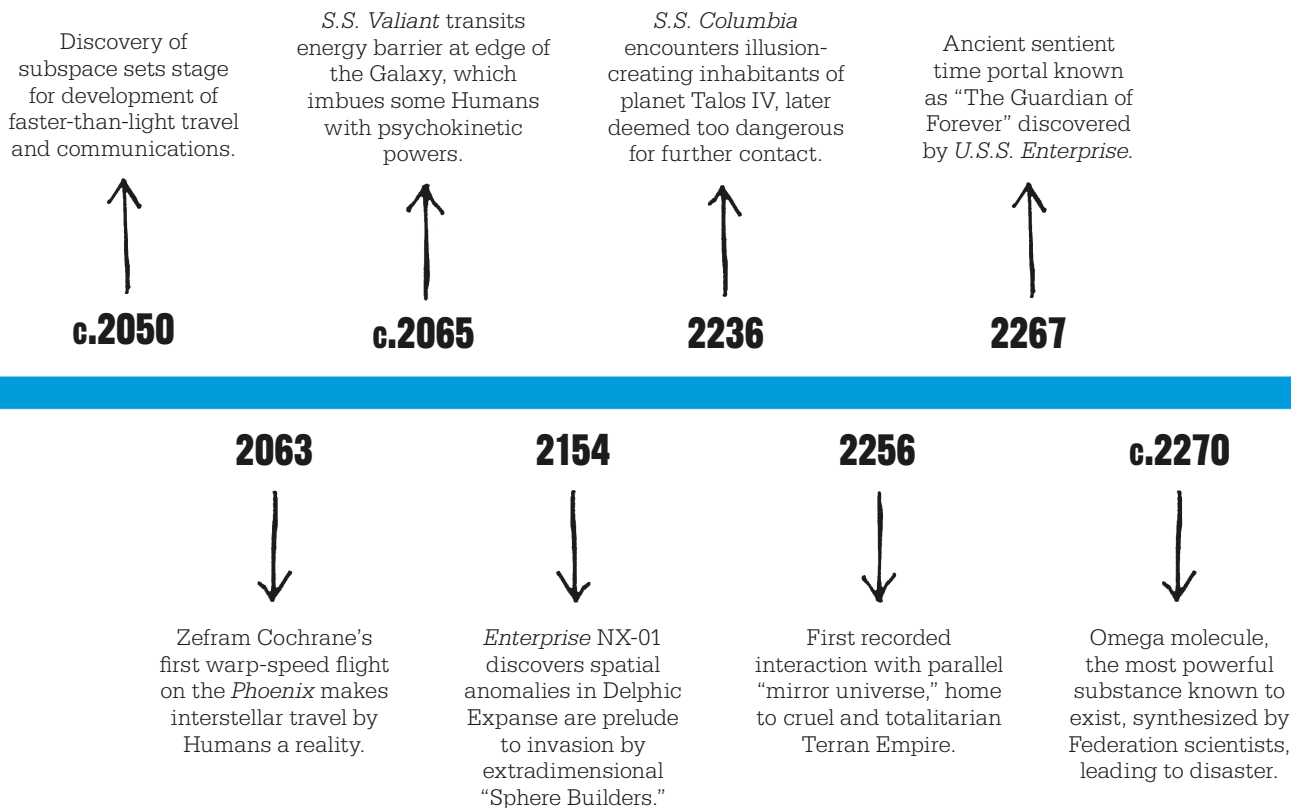 Discovery of
subspace sets stage
for development of
faster-than-light travel
and communications.
c.2050
S.S. Valiant transits
energy barrier at edge of
the Galaxy, which
imbues some Humans
with psychokinetic
powers.
c.2065
S.S. Columbia
encounters illusion-
creating inhabitants of
planet Talos IV, later
deemed too dangerous
for further contact.
2236
Ancient sentient
time portal known
as “The Guardian of
Forever” discovered
by U.S.S. Enterprise.
2267
2063
Zefram Cochrane’s
first warp-speed flight
on the Phoenix makes
interstellar travel by
Humans a reality.
2154
Enterprise NX-01
discovers spatial
anomalies in Delphic
Expanse are prelude
to invasion by
extradimensional
“Sphere Builders.”
2256
First recorded
interaction with parallel
“mirror universe,” home
to cruel and totalitarian
Terran Empire.
c.2270
Omega molecule,
the most powerful
substance known to
exist, synthesized by
Federation scientists,
leading to disaster.